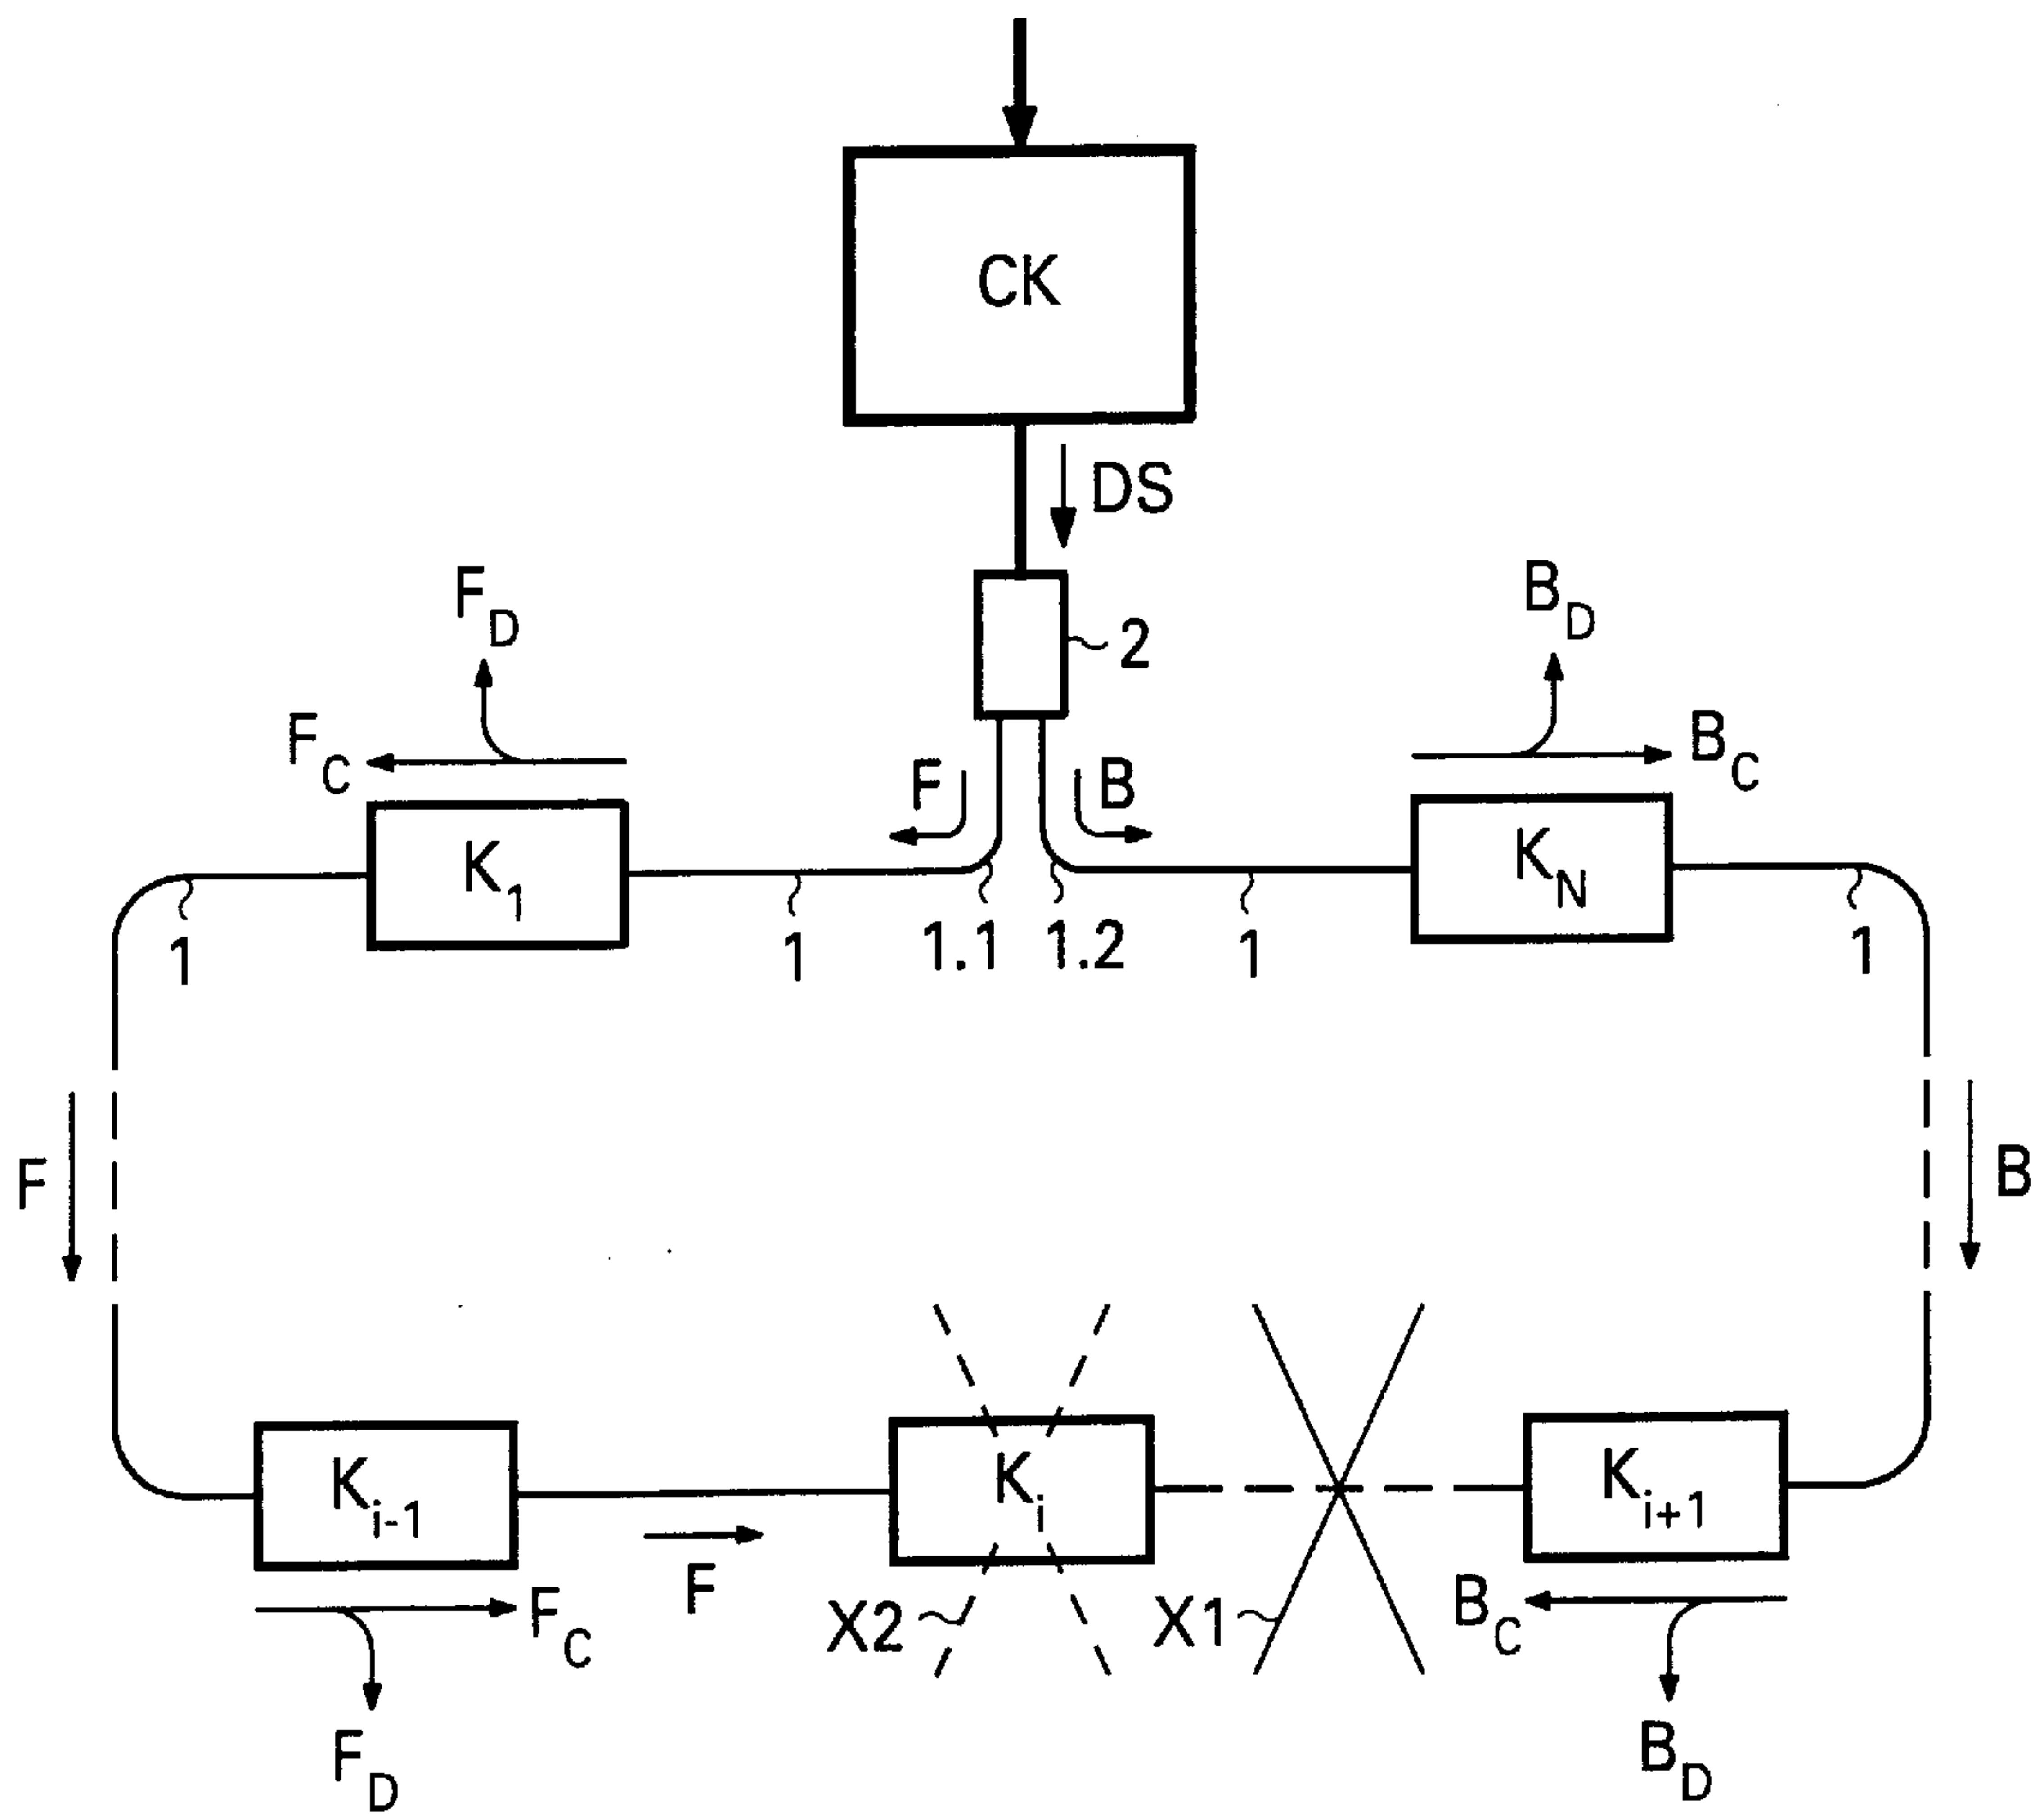 CK
DS
F_D
B_D
2
F_C
B_C
F
B
K_1
K_N
1
1
1.1
1.2
1
1
F
B
K_i-1
K_i
K_i+1
F
F_C
X2
X1
B_C
F_D
B_D